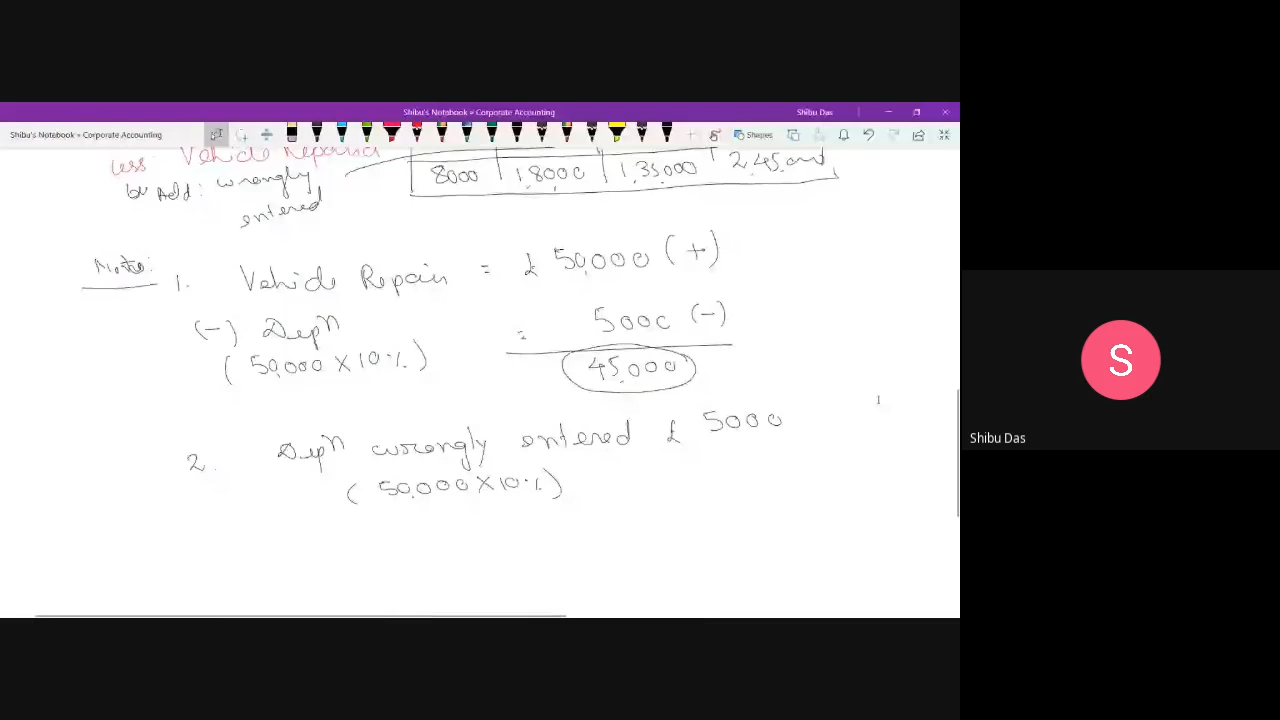 Shibu's Notebook » Corporate Accounting
Shibu Das
Shibu's Notebook » Corporate Accounting
Shapes
less: Vehicle Repaired
Add: wrongly
entered
8000 1,8000 1,35,000 2,45,000
Note:
1. Vehicle Repair = £ 50,000 (+)
(-) Depn = 5000 (-)
(50,000 X 10%)
45,000
2. Depn wrongly entered £ 5000
(50,000 X 10%)
S
Shibu Das